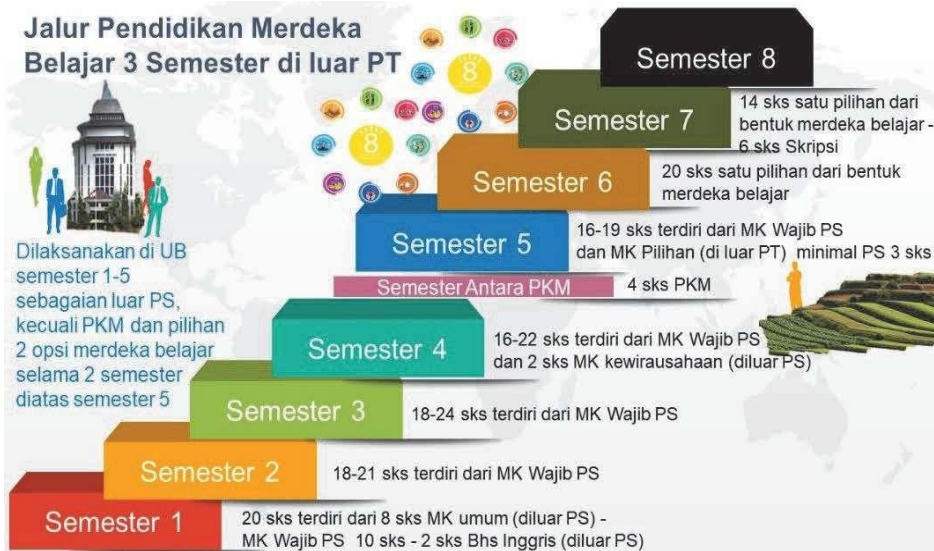 Jalur Pendidikan Merdeka
Belajar 3 Semester di luar PT
8
8
Semester 8
Semester 7
14 sks satu pilihan dari
bentuk merdeka belajar -
6 sks Skripsi
Semester 6
20 sks satu pilihan dari bentuk
merdeka belajar
Semester 5
16-19 sks terdiri dari MK Wajib PS
dan MK Pilihan (di luar PT) minimal PS 3 sks
Semester Antara PKM
4 sks PKM
Dilaksanakan di UB
semester 1-5
sebagaian luar PS,
kecuali PKM dan pilihan
2 opsi merdeka belajar
selama 2 semester
diatas semester 5
Semester 4
16-22 sks terdiri dari MK Wajib PS
dan 2 sks MK kewirausahaan (diluar PS)
Semester 3
18-24 sks terdiri dari MK Wajib PS
Semester 2
18-21 sks terdiri dari MK Wajib PS
Semester 1
20 sks terdiri dari 8 sks MK umum (diluar PS) -
MK Wajib PS 10 sks - 2 sks Bhs Inggris (diluar PS)